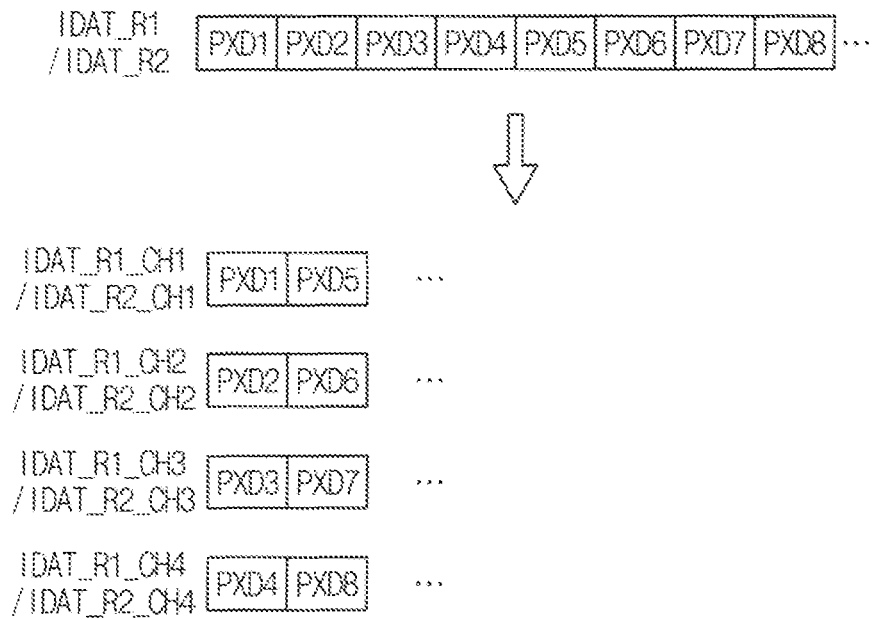 IDAT_R1
/IDAT_R2
PXD1 PXD2 PXD3 PXD4 PXD5 PXD6 PXD7 PXD8 ...
IDAT_R1_CH1
/IDAT_R2_CH1
PXD1 PXD5 ...
IDAT_R1_CH2
/IDAT_R2_CH2
PXD2 PXD6 ...
IDAT_R1_CH3
/IDAT_R2_CH3
PXD3 PXD7 ...
IDAT_R1_CH4
/IDAT_R2_CH4
PXD4 PXD8 ...